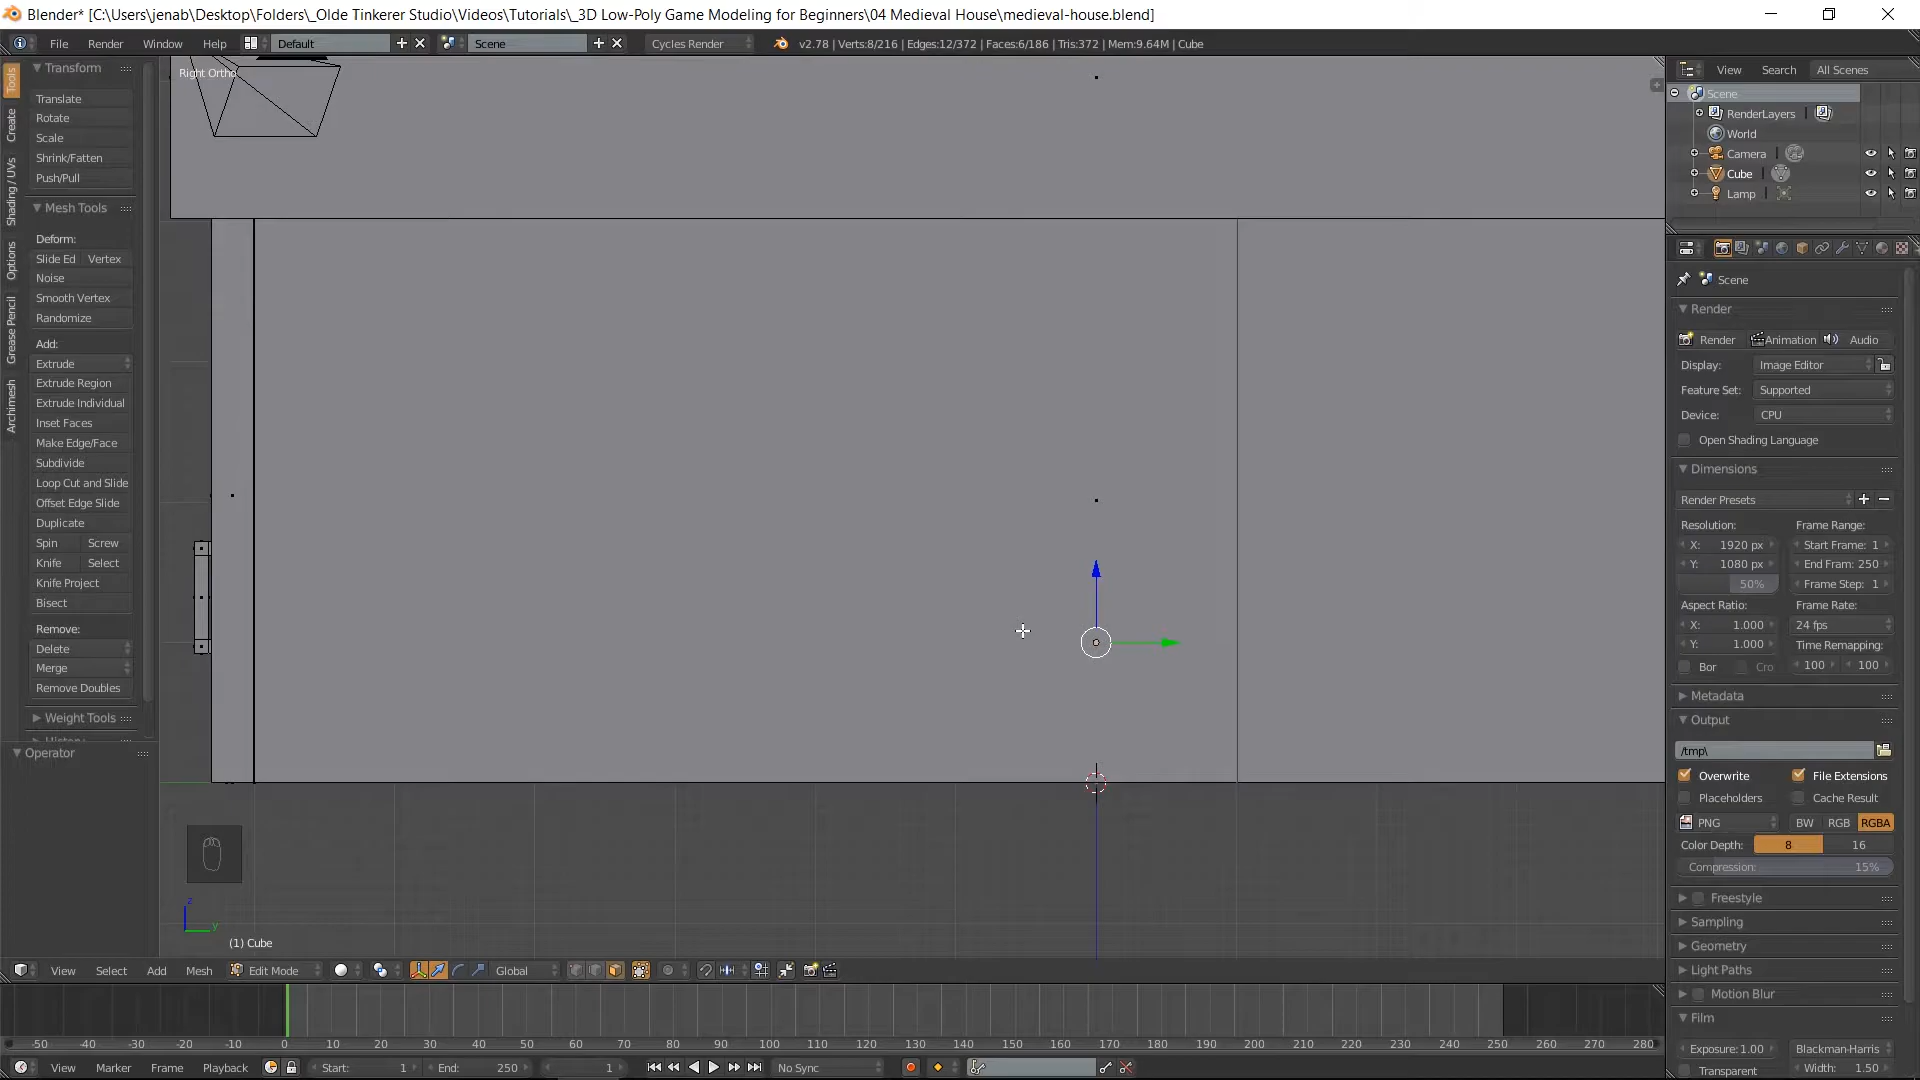 Blender* [C:\Users\jenab\Desktop\Folders\_Olde Tinkerer Studio\Videos\Tutorials\_3D Low-Poly Game Modeling for Beginners\04 Medieval House\medieval-house.blend]
File Render Window Help Default Scene Cycles Render v2.78 | Verts:8/216 | Edges:12/372 | Faces:6/186 | Tris:372 | Mem:9.64M | Cube
Tools
Create
Shading / UVs
Options
Grease Pencil
Archimesh
Transform
Translate
Rotate
Scale
Shrink/Fatten
Push/Pull
Mesh Tools
Deform:
Slide Ed Vertex
Noise
Smooth Vertex
Randomize
Add:
Extrude
Extrude Region
Extrude Individual
Inset Faces
Make Edge/Face
Subdivide
Loop Cut and Slide
Offset Edge Slide
Duplicate
Spin Screw
Knife Select
Knife Project
Bisect
Remove:
Delete
Merge
Remove Doubles
Weight Tools
Operator
Right Ortho
z
y
(1) Cube
View Select Add Mesh Edit Mode Global
-50 -40 -30 -20 -10 0 10 20 30 40 50 60 70 80 90 100 110 120 130 140 150 160 170 180 190 200 210 220 230 240 250 260 270 280
View Marker Frame Playback Start: 1 End: 250 1 No Sync
View Search All Scenes
Scene
RenderLayers
World
Camera
Cube
Lamp
Scene
Render
Render Animation Audio
Display: Image Editor
Feature Set: Supported
Device: CPU
Open Shading Language
Dimensions
Render Presets
Resolution: Frame Range:
X: 1920 px Start Frame: 1
Y: 1080 px End Fram: 250
50% Frame Step: 1
Aspect Ratio: Frame Rate:
X: 1.000 24 fps
Y: 1.000 Time Remapping:
Bor Cro 100 100
Metadata
Output
/tmp\
Overwrite File Extensions
Placeholders Cache Result
PNG BW RGB RGBA
Color Depth: 8 16
Compression: 15%
Freestyle
Sampling
Geometry
Light Paths
Motion Blur
Film
Exposure: 1.00 Blackman-Harris
Transparent Width: 1.50